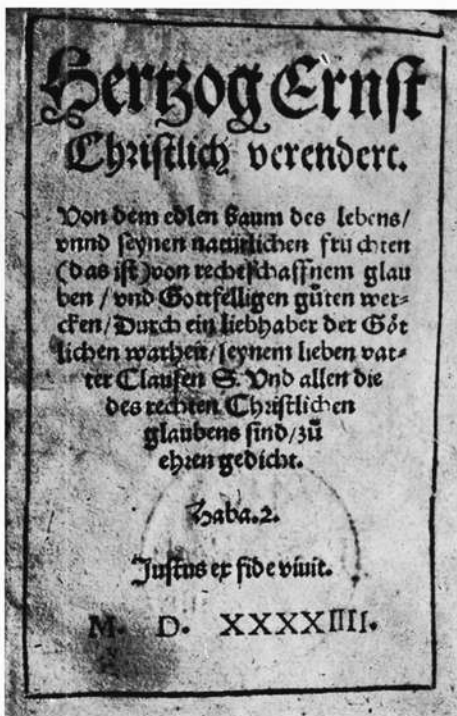 Hertzog Ernst
Christlich verendert.
Von dem edlen Baum des lebens/
vnnd seynen natürlichen früchten
(das ist) von rechtschaffnem glau
ben / vnd Gottselligen gůten wer⸗
cken/Durch ein liebhaber der Göt
lichen warheit/seynem lieben vat⸗
ter Clausen S. Vnd allen die
des rechten Christlichen
glaubens sind/zů
ehren gedicht.
Haba.2.
Justus ex fide viuit.
M. D. XXXXIIII.